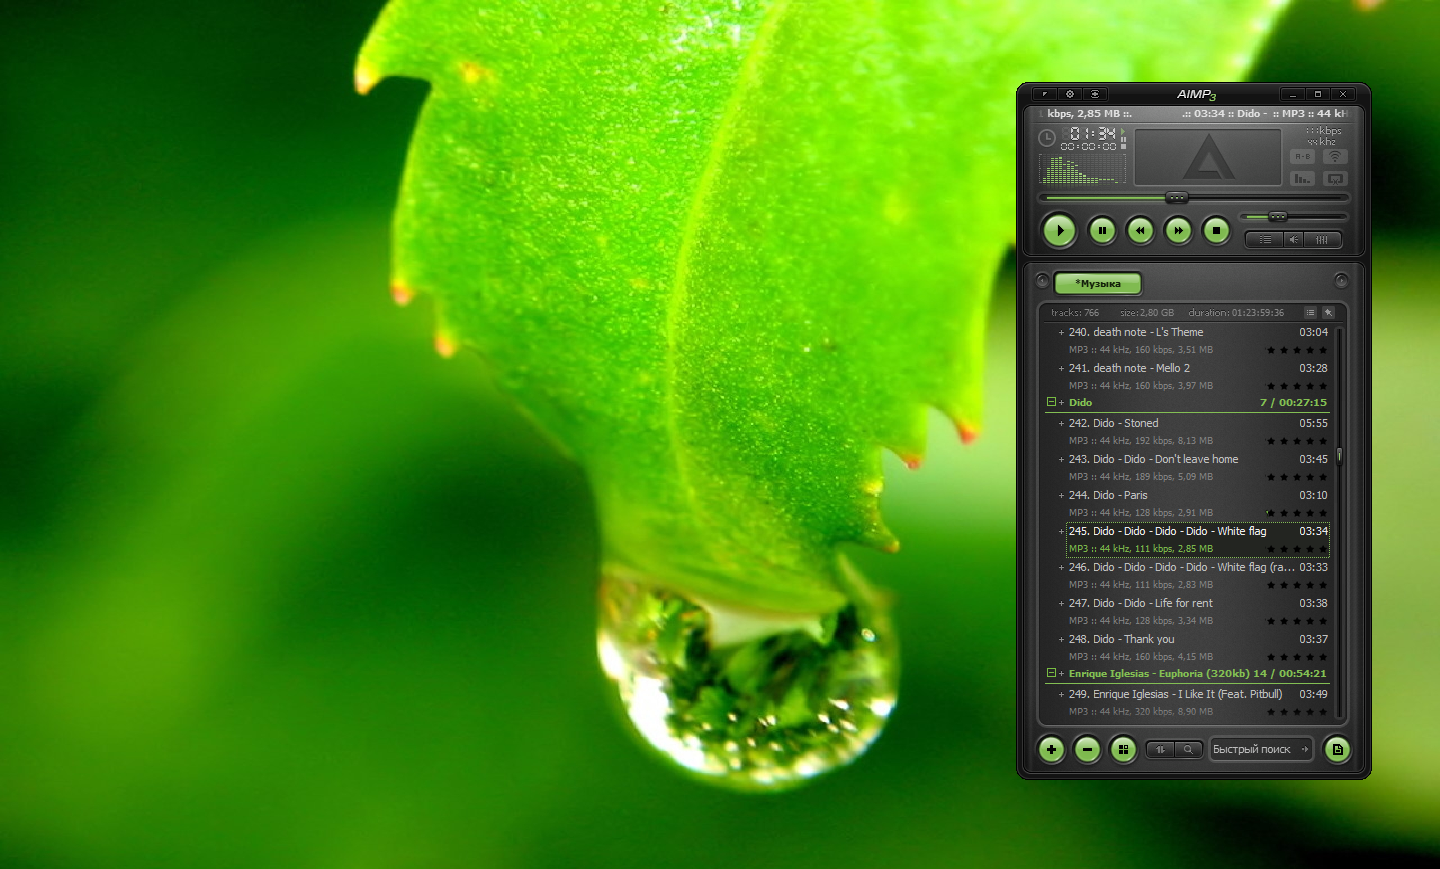 AIMP3
kbps, 2,85 MB ::. .:: 03:34 :: Dido - :: MP3 :: 44 kH
01:34
00:00:00
kbps
khz
A-B
*Музыка
tracks: 766 size: 2,80 GB duration: 01:23:59:36
+ 240. death note - L's Theme 03:04
MP3 :: 44 kHz, 160 kbps, 3,51 MB
+ 241. death note - Mello 2 03:28
MP3 :: 44 kHz, 160 kbps, 3,97 MB
+ Dido 7 / 00:27:15
+ 242. Dido - Stoned 05:55
MP3 :: 44 kHz, 192 kbps, 8,13 MB
+ 243. Dido - Dido - Don't leave home 03:45
MP3 :: 44 kHz, 189 kbps, 5,09 MB
+ 244. Dido - Paris 03:10
MP3 :: 44 kHz, 128 kbps, 2,91 MB
+ 245. Dido - Dido - Dido - Dido - White flag 03:34
MP3 :: 44 kHz, 111 kbps, 2,85 MB
+ 246. Dido - Dido - Dido - Dido - White flag (ra... 03:33
MP3 :: 44 kHz, 111 kbps, 2,83 MB
+ 247. Dido - Dido - Life for rent 03:38
MP3 :: 44 kHz, 128 kbps, 3,34 MB
+ 248. Dido - Thank you 03:37
MP3 :: 44 kHz, 160 kbps, 4,15 MB
+ Enrique Iglesias - Euphoria (320kb) 14 / 00:54:21
+ 249. Enrique Iglesias - I Like It (Feat. Pitbull) 03:49
MP3 :: 44 kHz, 320 kbps, 8,90 MB
Быстрый поиск